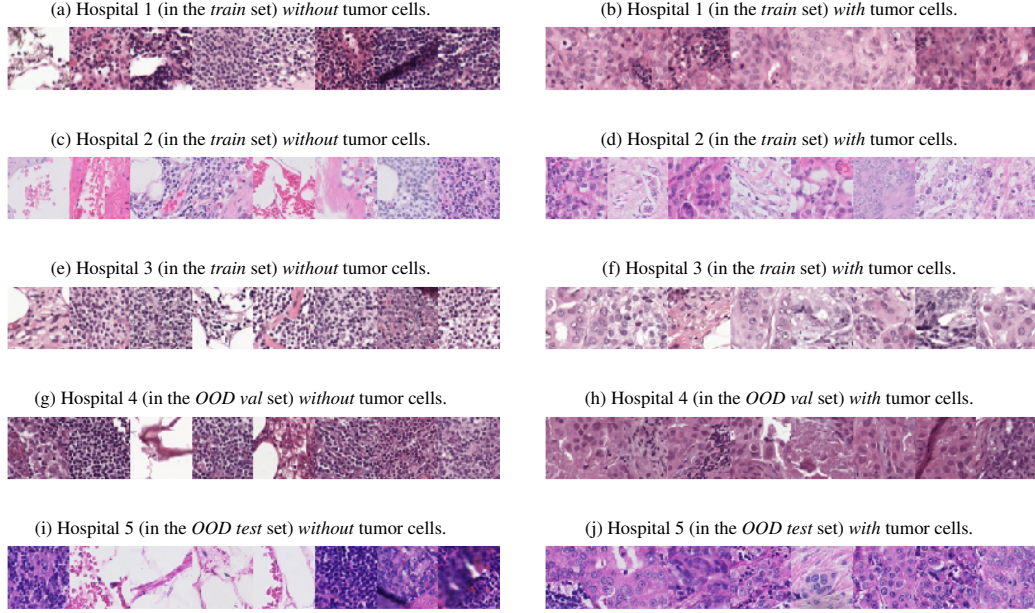 (a) Hospital 1 (in the train set) without tumor cells.
(b) Hospital 1 (in the train set) with tumor cells.
(c) Hospital 2 (in the train set) without tumor cells.
(d) Hospital 2 (in the train set) with tumor cells.
(e) Hospital 3 (in the train set) without tumor cells.
(f) Hospital 3 (in the train set) with tumor cells.
(g) Hospital 4 (in the OOD val set) without tumor cells.
(h) Hospital 4 (in the OOD val set) with tumor cells.
(i) Hospital 5 (in the OOD test set) without tumor cells.
(j) Hospital 5 (in the OOD test set) with tumor cells.